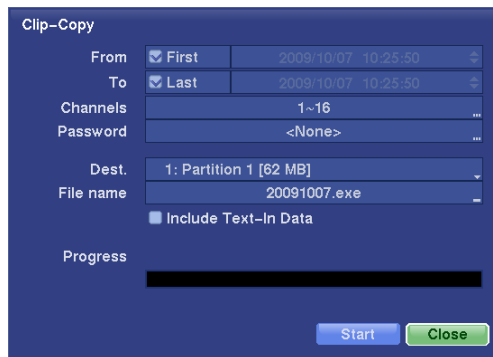 Clip-Copy
From First 2009/10/07 10:25:50
To Last 2009/10/07 10:25:50
Channels 1~16
Password <None>
Dest. 1: Partition 1 [62 MB]
File name 20091007.exe
Include Text-In Data
Progress
Start Close